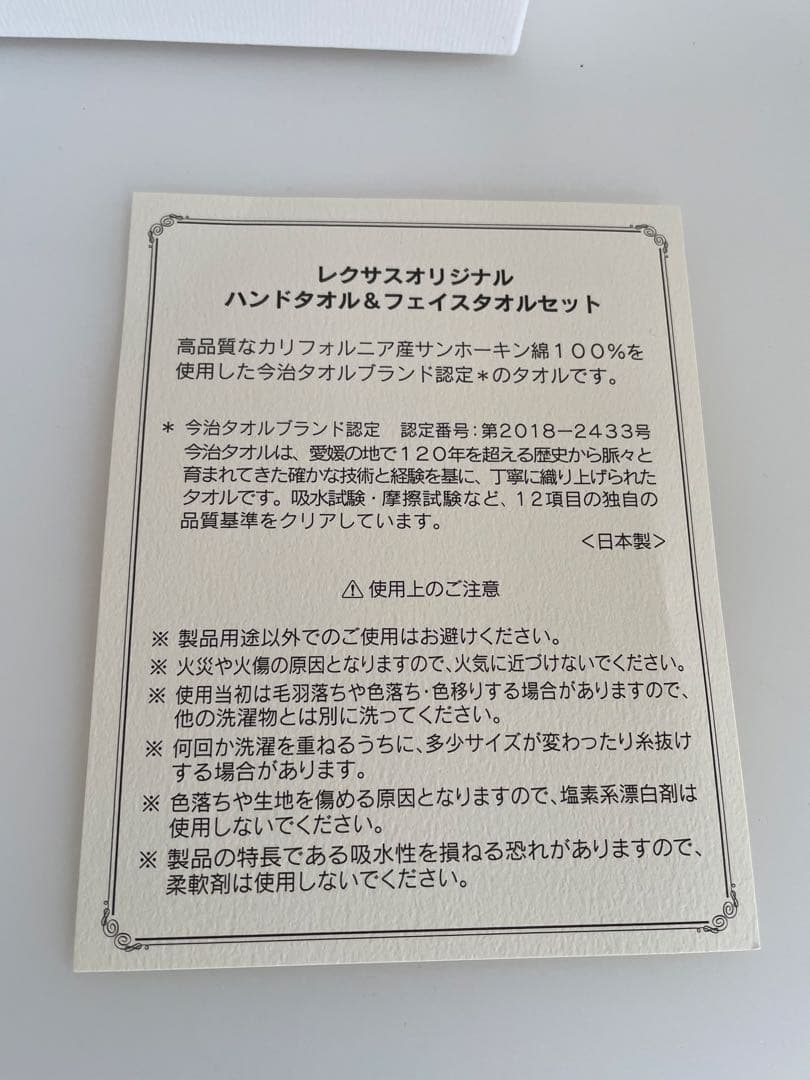 レクサスオリジナル
ハンドタオル＆フェイスタオルセット
高品質なカリフォルニア産サンホーキン綿１００％を
使用した今治タオルブランド認定＊のタオルです。
＊ 今治タオルブランド認定　認定番号：第2018－2433号
今治タオルは、愛媛の地で120年を超える歴史から脈々と
育まれてきた確かな技術と経験を基に、丁寧に織り上げられた
タオルです。吸水試験・摩擦試験など、12項目の独自の
品質基準をクリアしています。
＜日本製＞
⚠ 使用上のご注意
※ 製品用途以外でのご使用はお避けください。
※ 火災や火傷の原因となりますので、火気に近づけないでください。
※ 使用当初は毛羽落ちや色落ち・色移りする場合がありますので、
他の洗濯物とは別に洗ってください。
※ 何回か洗濯を重ねるうちに、多少サイズが変わったり糸抜け
する場合があります。
※ 色落ちや生地を傷める原因となりますので、塩素系漂白剤は
使用しないでください。
※ 製品の特長である吸水性を損ねる恐れがありますので、
柔軟剤は使用しないでください。